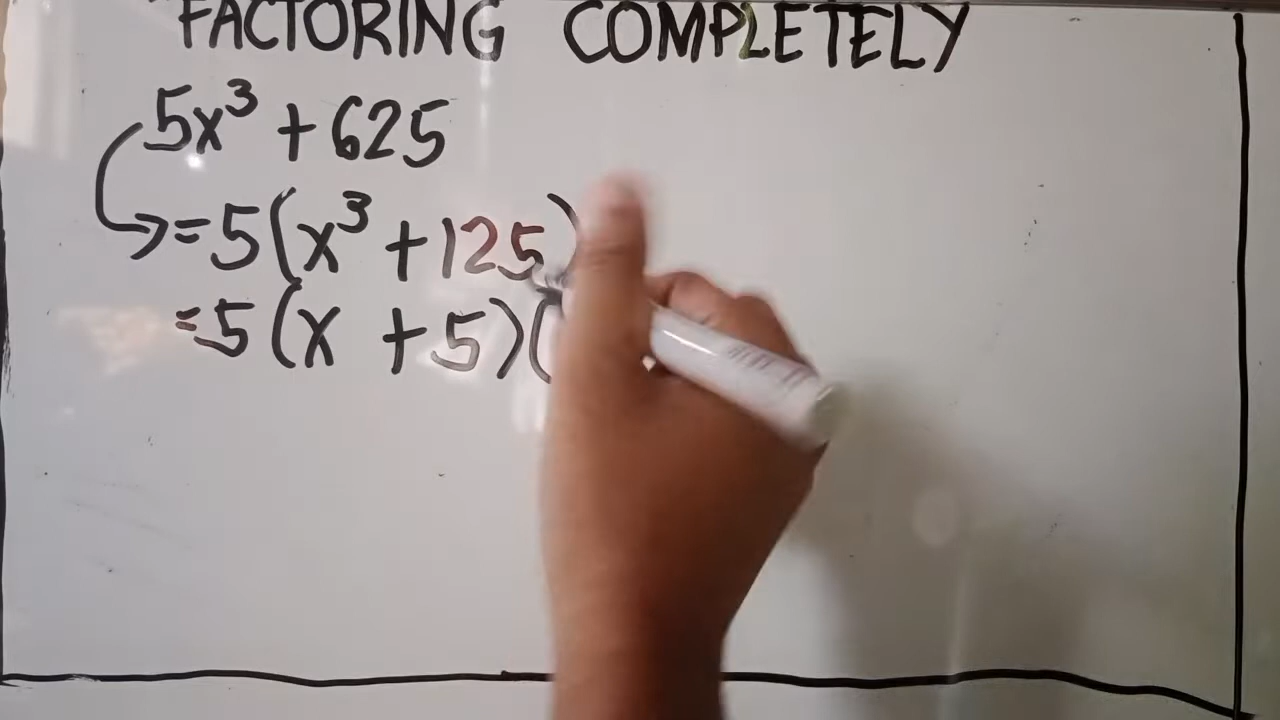 FACTORING COMPLETELY
5x³ + 625
= 5(x³ + 125)
= 5(x + 5)(